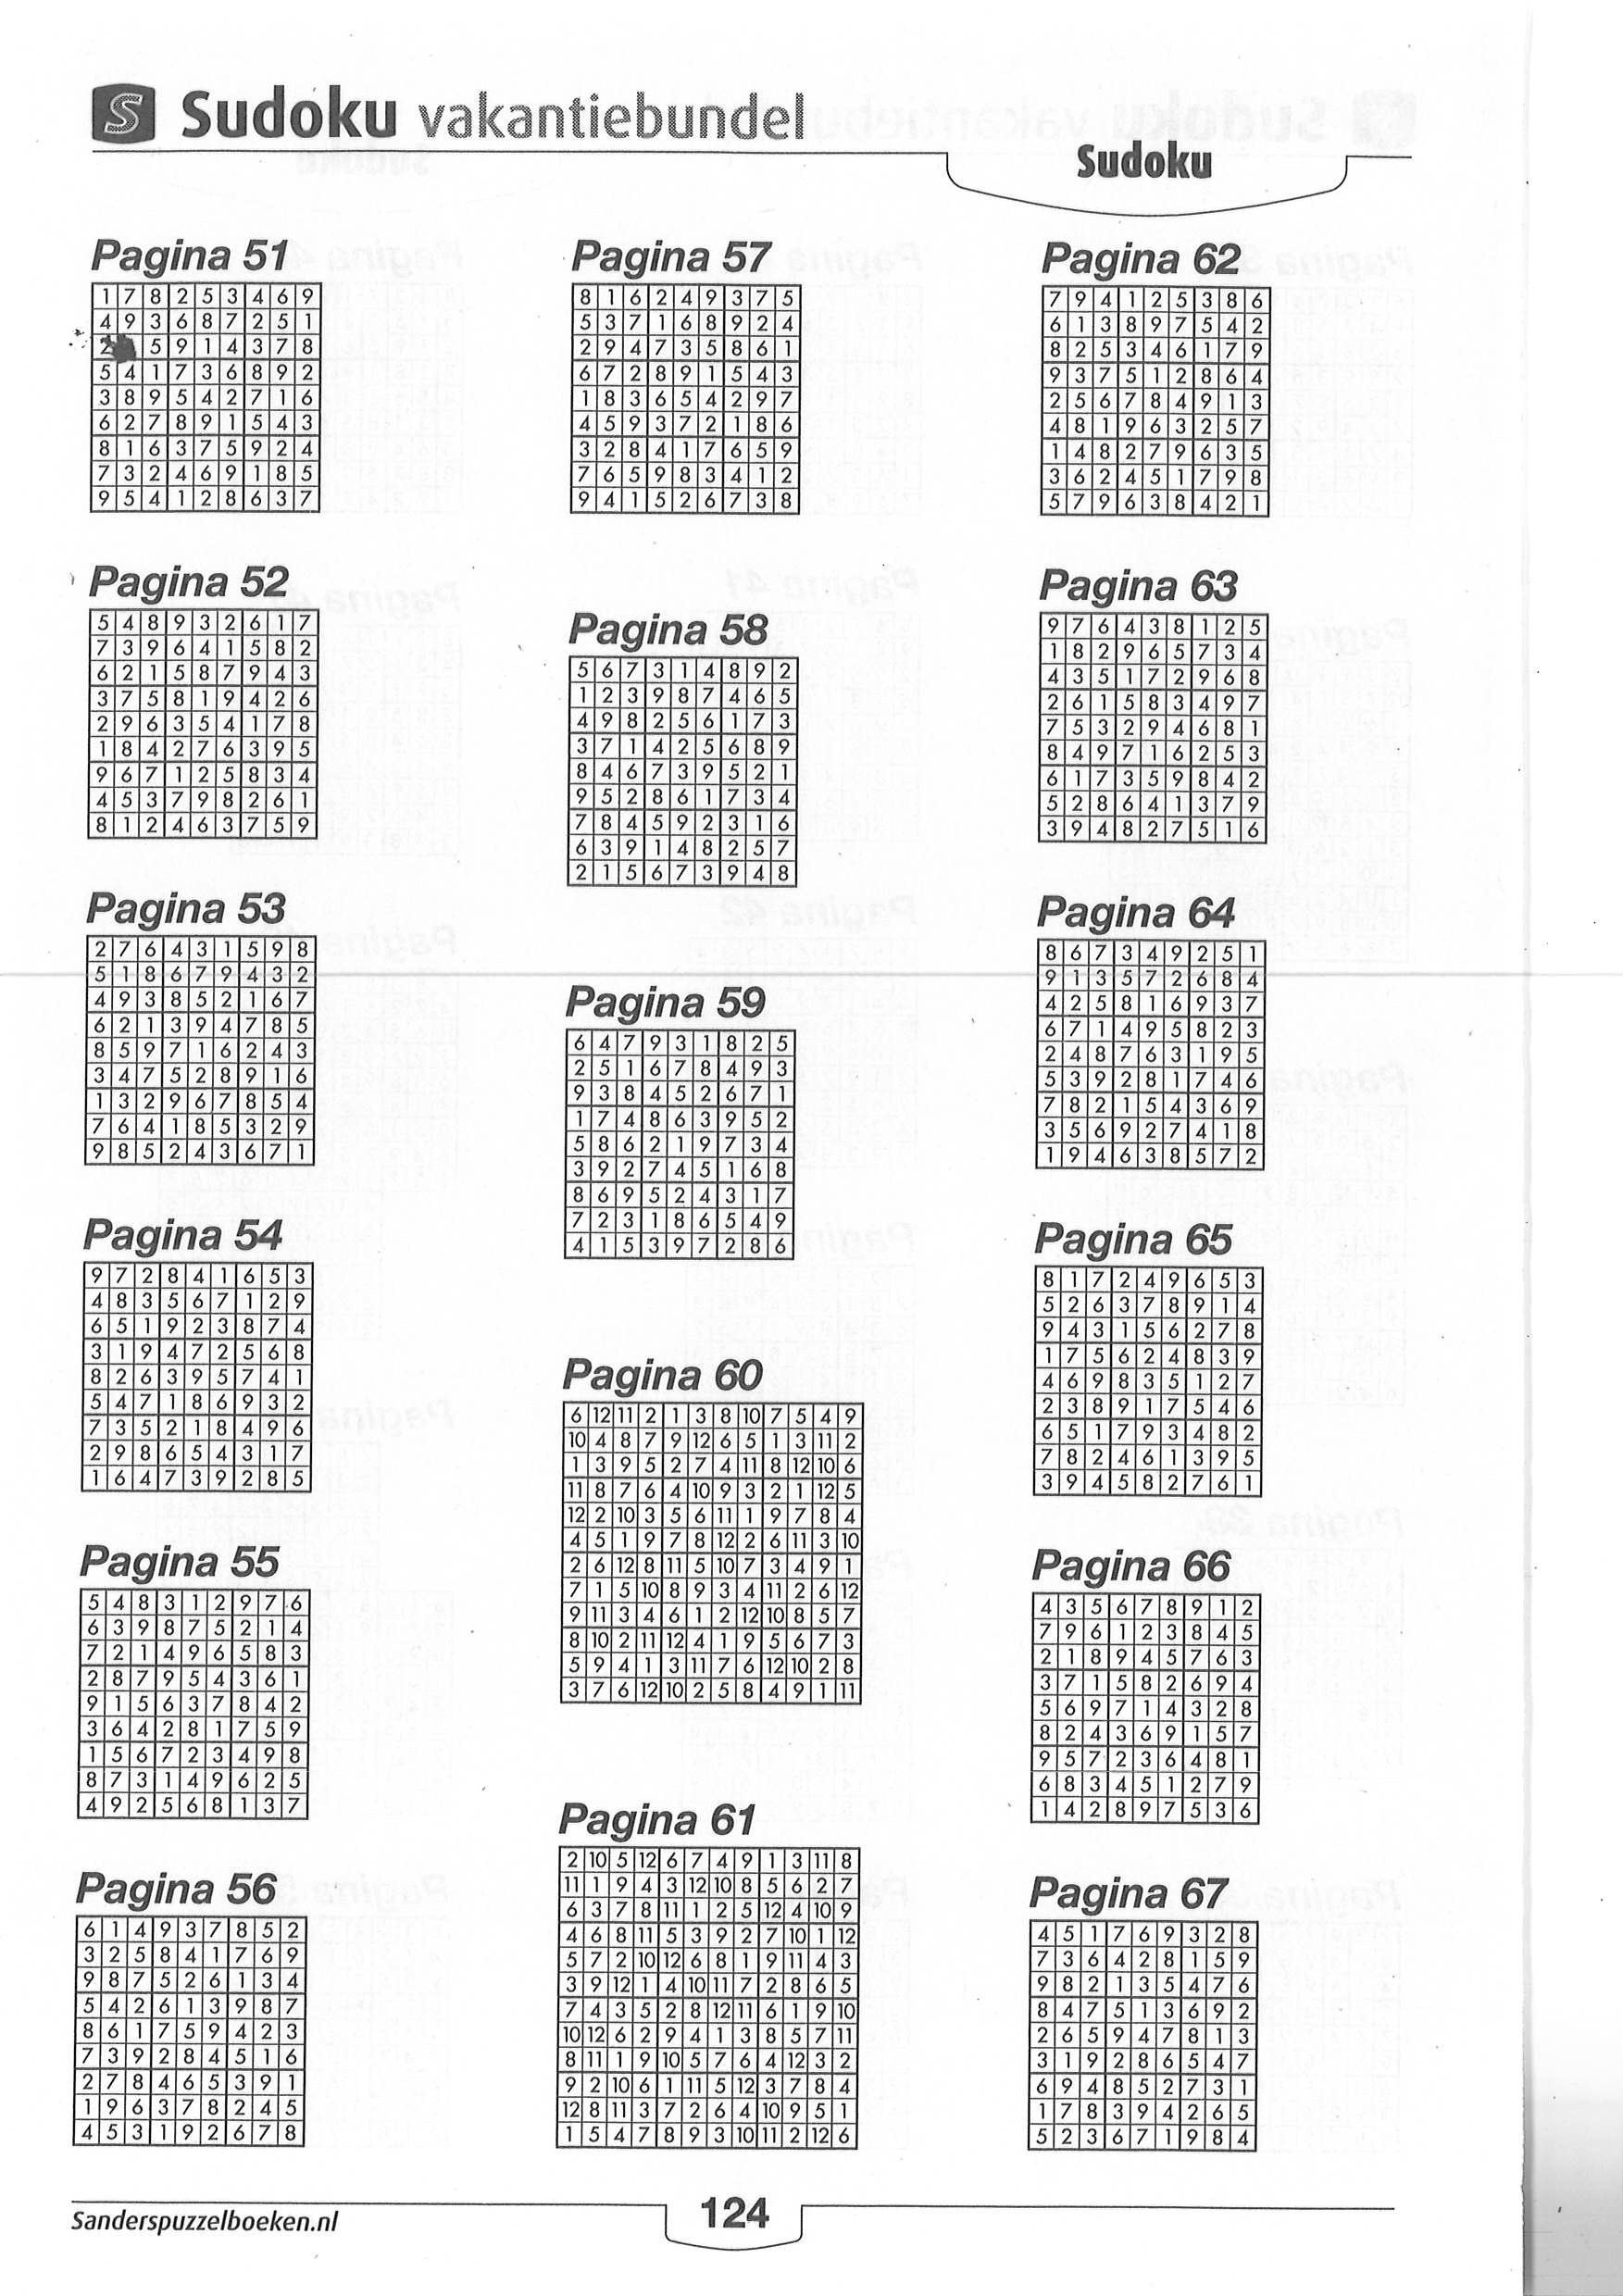 S Sudoku vakantiebundel
Sudoku
Pagina 51
1 7 8 2 5 3 4 6 9
4 9 3 6 8 7 2 5 1
2 5 9 1 4 3 7 8
5 4 1 7 3 6 8 9 2
3 8 9 5 4 2 7 1 6
6 2 7 8 9 1 5 4 3
8 1 6 3 7 5 9 2 4
7 3 2 4 6 9 1 8 5
9 5 4 1 2 8 6 3 7
Pagina 52
5 4 8 9 3 2 6 1 7
7 3 9 6 4 1 5 8 2
6 2 1 5 8 7 9 4 3
3 7 5 8 1 9 4 2 6
2 9 6 3 5 4 1 7 8
1 8 4 2 7 6 3 9 5
9 6 7 1 2 5 8 3 4
4 5 3 7 9 8 2 6 1
8 1 2 4 6 3 7 5 9
Pagina 53
2 7 6 4 3 1 5 9 8
5 1 8 6 7 9 4 3 2
4 9 3 8 5 2 1 6 7
6 2 1 3 9 4 7 8 5
8 5 9 7 1 6 2 4 3
3 4 7 5 2 8 9 1 6
1 3 2 9 6 7 8 5 4
7 6 4 1 8 5 3 2 9
9 8 5 2 4 3 6 7 1
Pagina 54
9 7 2 8 4 1 6 5 3
4 8 3 5 6 7 1 2 9
6 5 1 9 2 3 8 7 4
3 1 9 4 7 2 5 6 8
8 2 6 3 9 5 7 4 1
5 4 7 1 8 6 9 3 2
7 3 5 2 1 8 4 9 6
2 9 8 6 5 4 3 1 7
1 6 4 7 3 9 2 8 5
Pagina 55
5 4 8 3 1 2 9 7 6
6 3 9 8 7 5 2 1 4
7 2 1 4 9 6 5 8 3
2 8 7 9 5 4 3 6 1
9 1 5 6 3 7 8 4 2
3 6 4 2 8 1 7 5 9
1 5 6 7 2 3 4 9 8
8 7 3 1 4 9 6 2 5
4 9 2 5 6 8 1 3 7
Pagina 56
6 1 4 9 3 7 8 5 2
3 2 5 8 4 1 7 6 9
9 8 7 5 2 6 1 3 4
5 4 2 6 1 3 9 8 7
8 6 1 7 5 9 4 2 3
7 3 9 2 8 4 5 1 6
2 7 8 4 6 5 3 9 1
1 9 6 3 7 8 2 4 5
4 5 3 1 9 2 6 7 8
Pagina 57
8 1 6 2 4 9 3 7 5
5 3 7 1 6 8 9 2 4
2 9 4 7 3 5 8 6 1
6 7 2 8 9 1 5 4 3
1 8 3 6 5 4 2 9 7
4 5 9 3 7 2 1 8 6
3 2 8 4 1 7 6 5 9
7 6 5 9 8 3 4 1 2
9 4 1 5 2 6 7 3 8
Pagina 58
5 6 7 3 1 4 8 9 2
1 2 3 9 8 7 4 6 5
4 9 8 2 5 6 1 7 3
3 7 1 4 2 5 6 8 9
8 4 6 7 3 9 5 2 1
9 5 2 8 6 1 7 3 4
7 8 4 5 9 2 3 1 6
6 3 9 1 4 8 2 5 7
2 1 5 6 7 3 9 4 8
Pagina 59
6 4 7 9 3 1 8 2 5
2 5 1 6 7 8 4 9 3
9 3 8 4 5 2 6 7 1
1 7 4 8 6 3 9 5 2
5 8 6 2 1 9 7 3 4
3 9 2 7 4 5 1 6 8
8 6 9 5 2 4 3 1 7
7 2 3 1 8 6 5 4 9
4 1 5 3 9 7 2 8 6
Pagina 60
6 12 11 2 1 3 8 10 7 5 4 9
10 4 8 7 9 12 6 5 1 3 11 2
1 3 9 5 2 7 4 11 8 12 10 6
11 8 7 6 4 10 9 3 2 1 12 5
12 2 10 3 5 6 11 1 9 7 8 4
4 5 1 9 7 8 12 2 6 11 3 10
2 6 12 8 11 5 10 7 3 4 9 1
7 1 5 10 8 9 3 4 11 2 6 12
9 11 3 4 6 1 2 12 10 8 5 7
8 10 2 11 12 4 1 9 5 6 7 3
5 9 4 1 3 11 7 6 12 10 2 8
3 7 6 12 10 2 5 8 4 9 1 11
Pagina 61
2 10 5 12 6 7 4 9 1 3 11 8
11 1 9 4 3 12 10 8 5 6 2 7
6 3 7 8 11 1 2 5 12 4 10 9
4 6 8 11 5 3 9 2 7 10 1 12
5 7 2 10 12 6 8 1 9 11 4 3
3 9 12 1 4 10 11 7 2 8 6 5
7 4 3 5 2 8 12 11 6 1 9 10
10 12 6 2 9 4 1 3 8 5 7 11
8 11 1 9 10 5 7 6 4 12 3 2
9 2 10 6 1 11 5 12 3 7 8 4
12 8 11 3 7 2 6 4 10 9 5 1
1 5 4 7 8 9 3 10 11 2 12 6
Pagina 62
7 9 4 1 2 5 3 8 6
6 1 3 8 9 7 5 4 2
8 2 5 3 4 6 1 7 9
9 3 7 5 1 2 8 6 4
2 5 6 7 8 4 9 1 3
4 8 1 9 6 3 2 5 7
1 4 8 2 7 9 6 3 5
3 6 2 4 5 1 7 9 8
5 7 9 6 3 8 4 2 1
Pagina 63
9 7 6 4 3 8 1 2 5
1 8 2 9 6 5 7 3 4
4 3 5 1 7 2 9 6 8
2 6 1 5 8 3 4 9 7
7 5 3 2 9 4 6 8 1
8 4 9 7 1 6 2 5 3
6 1 7 3 5 9 8 4 2
5 2 8 6 4 1 3 7 9
3 9 4 8 2 7 5 1 6
Pagina 64
8 6 7 3 4 9 2 5 1
9 1 3 5 7 2 6 8 4
4 2 5 8 1 6 9 3 7
6 7 1 4 9 5 8 2 3
2 4 8 7 6 3 1 9 5
5 3 9 2 8 1 7 4 6
7 8 2 1 5 4 3 6 9
3 5 6 9 2 7 4 1 8
1 9 4 6 3 8 5 7 2
Pagina 65
8 1 7 2 4 9 6 5 3
5 2 6 3 7 8 9 1 4
9 4 3 1 5 6 2 7 8
1 7 5 6 2 4 8 3 9
4 6 9 8 3 5 1 2 7
2 3 8 9 1 7 5 4 6
6 5 1 7 9 3 4 8 2
7 8 2 4 6 1 3 9 5
3 9 4 5 8 2 7 6 1
Pagina 66
4 3 5 6 7 8 9 1 2
7 9 6 1 2 3 8 4 5
2 1 8 9 4 5 7 6 3
3 7 1 5 8 2 6 9 4
5 6 9 7 1 4 3 2 8
8 2 4 3 6 9 1 5 7
9 5 7 2 3 6 4 8 1
6 8 3 4 5 1 2 7 9
1 4 2 8 9 7 5 3 6
Pagina 67
4 5 1 7 6 9 3 2 8
7 3 6 4 2 8 1 5 9
9 8 2 1 3 5 4 7 6
8 4 7 5 1 3 6 9 2
2 6 5 9 4 7 8 1 3
3 1 9 2 8 6 5 4 7
6 9 4 8 5 2 7 3 1
1 7 8 3 9 4 2 6 5
5 2 3 6 7 1 9 8 4
Sanderspuzzelboeken.nl
124